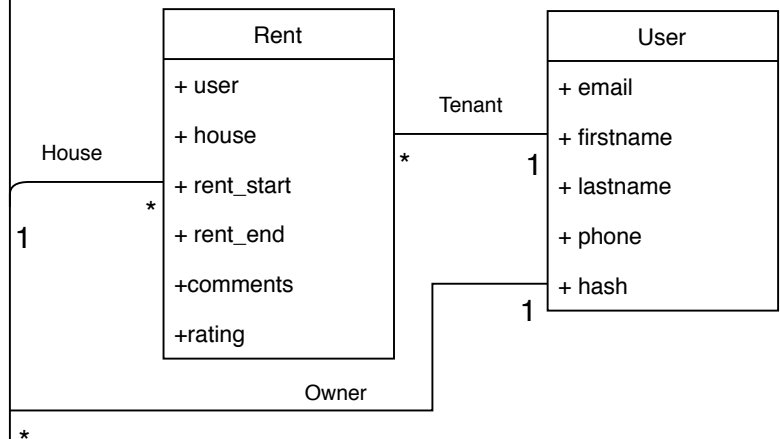 Rent
+ user
+ house
+ rent_start
+ rent_end
+comments
+rating
User
+ email
+ firstname
+ lastname
+ phone
+ hash
Tenant
*
1
House
*
1
Owner
1
*